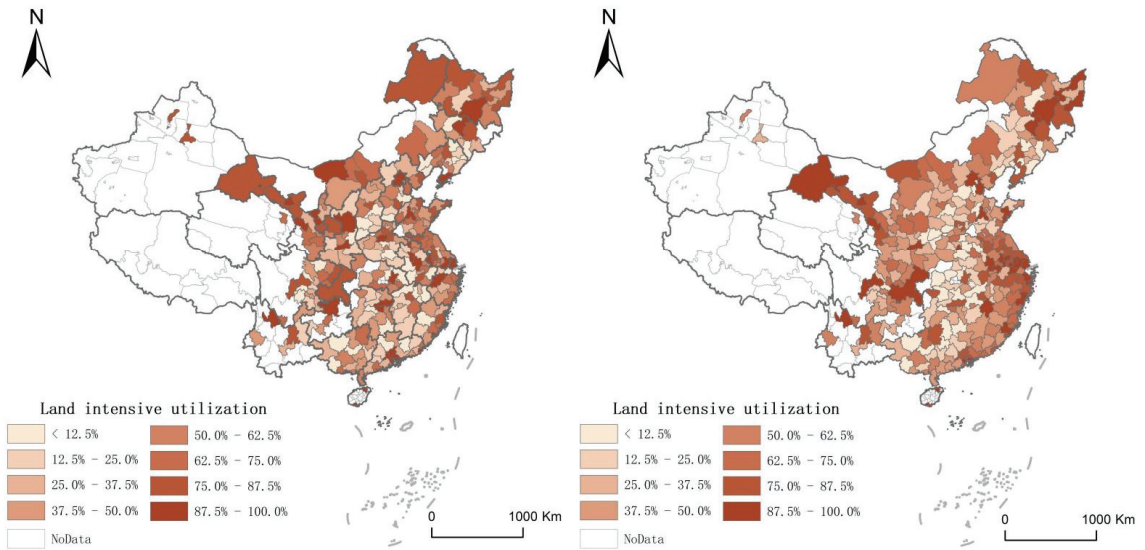 N
Land intensive utilization
< 12.5%
12.5% - 25.0%
25.0% - 37.5%
37.5% - 50.0%
NoData
50.0% - 62.5%
62.5% - 75.0%
75.0% - 87.5%
87.5% - 100.0%
0 1000 Km
N
Land intensive utilization
< 12.5%
12.5% - 25.0%
25.0% - 37.5%
37.5% - 50.0%
NoData
50.0% - 62.5%
62.5% - 75.0%
75.0% - 87.5%
87.5% - 100.0%
0 1000 Km